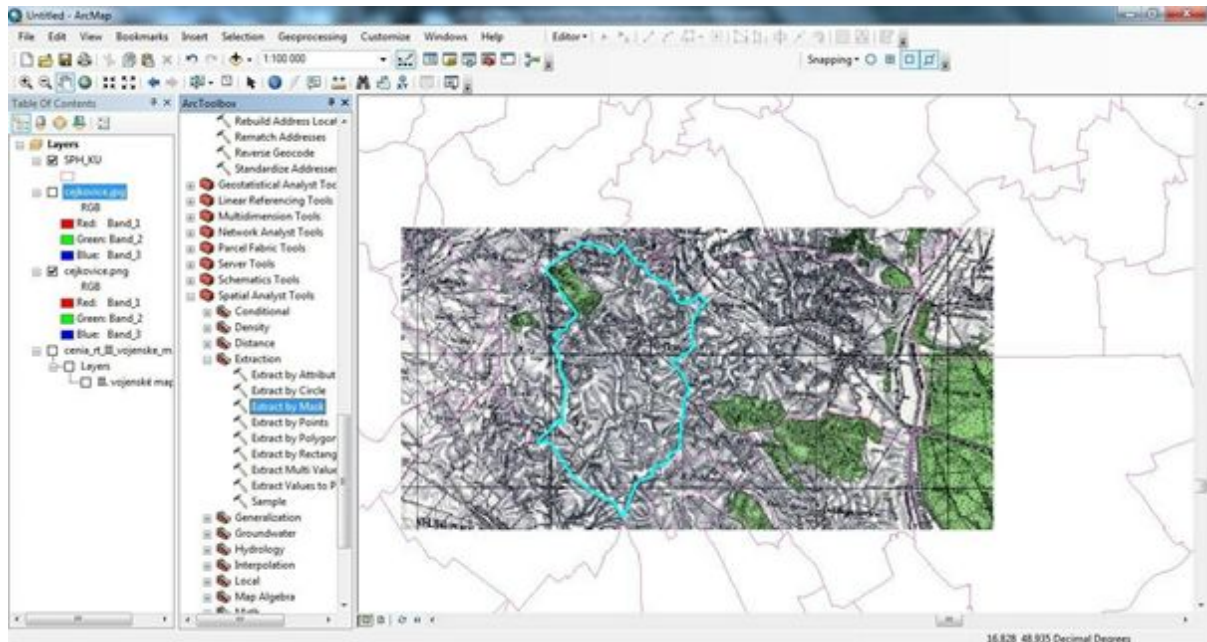 Untitled - ArcMap
File Edit View Bookmarks Insert Selection Geoprocessing Customize Windows Help Editor
1:100 000 Snapping
Table Of Contents
Layers
SPH_KU
cejkovice.jpg
RGB
Red: Band_1
Green: Band_2
Blue: Band_3
cejkovice.png
RGB
Red: Band_1
Green: Band_2
Blue: Band_3
cenia_rt_III_vojenske_m
Layers
III. vojenské map
ArcToolbox
Rebuild Address Locat
Rematch Addresses
Reverse Geocode
Standardize Addresses
Geostatistical Analyst Too
Linear Referencing Tools
Multidimension Tools
Network Analyst Tools
Parcel Fabric Tools
Server Tools
Schematics Tools
Spatial Analyst Tools
Conditional
Density
Distance
Extraction
Extract by Attribut
Extract by Circle
Extract by Mask
Extract by Points
Extract by Polygon
Extract by Rectang
Extract Multi Value
Extract Values to P
Sample
Generalization
Groundwater
Hydrology
Interpolation
Local
Map Algebra
Math
16,828 48,935 Decimal Degrees